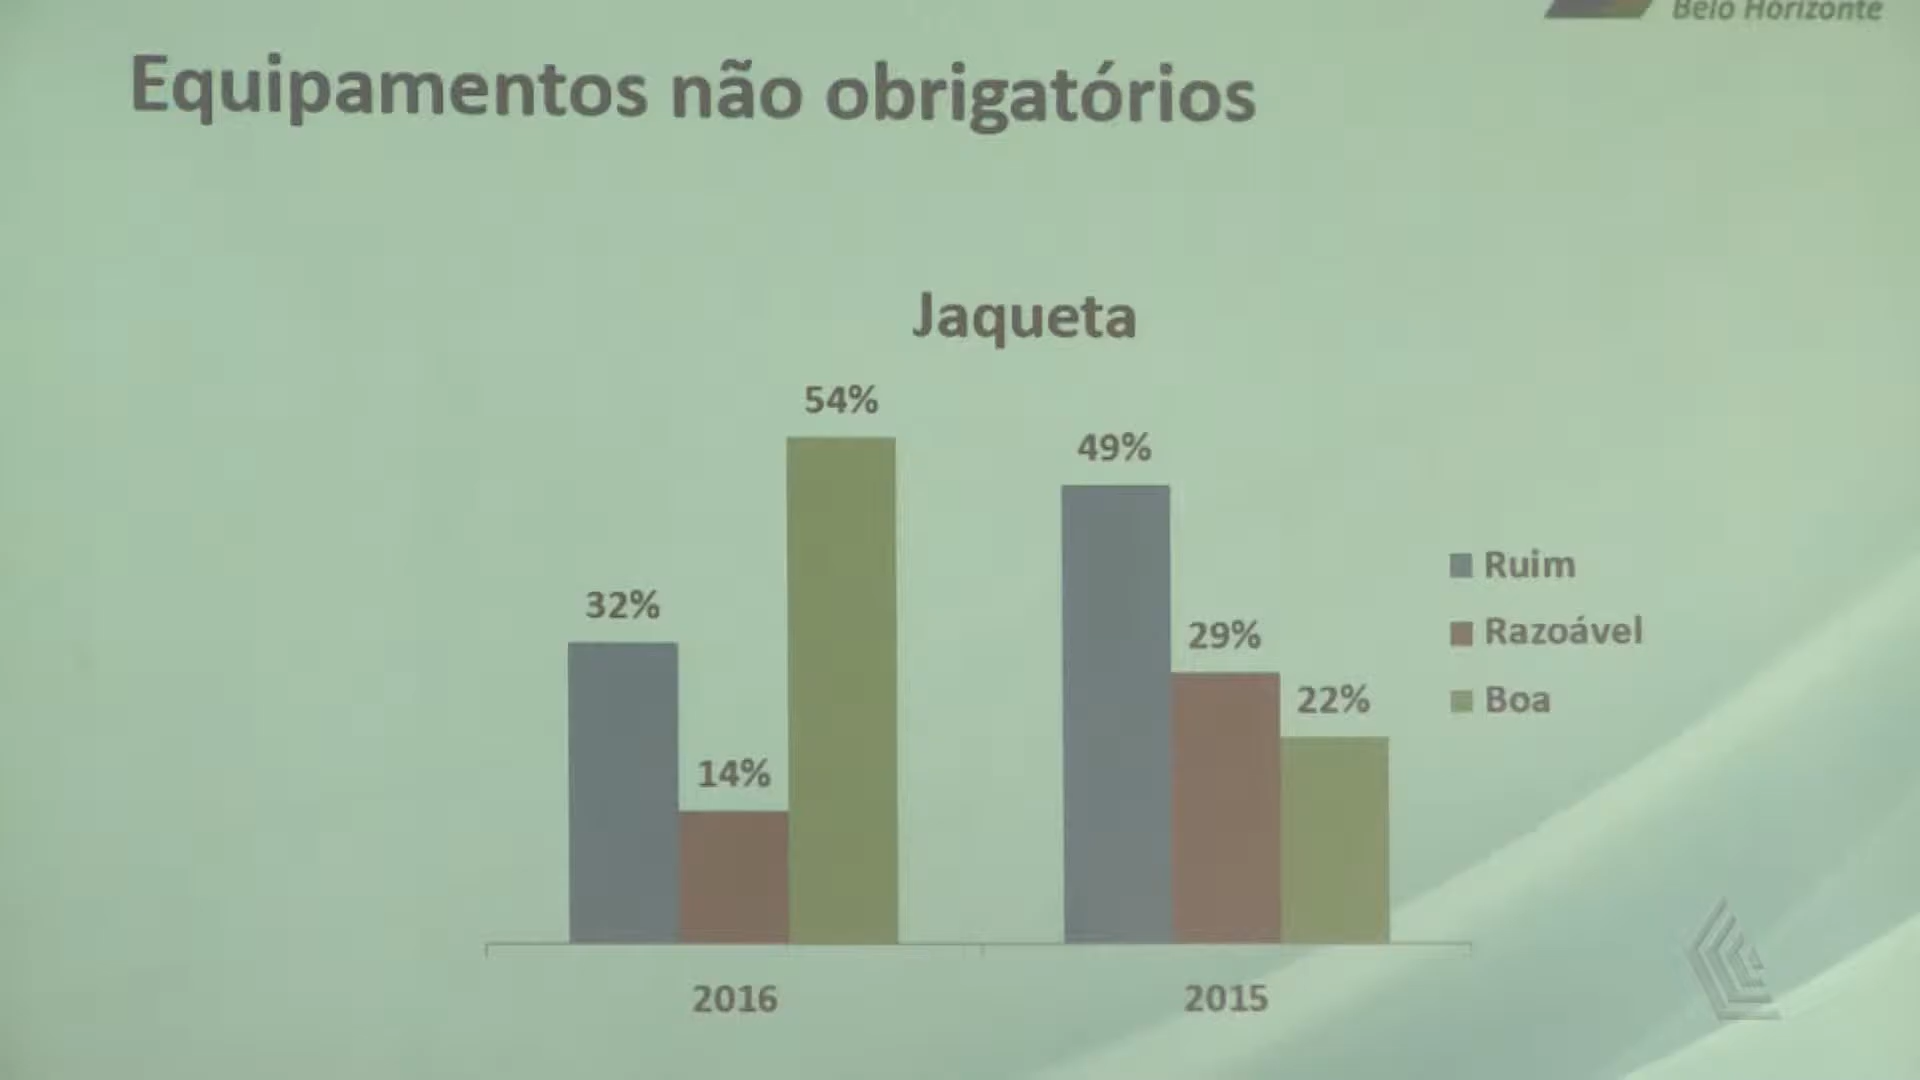 Belo Horizonte
Equipamentos não obrigatórios
Jaqueta
54%
49%
32%
29%
22%
14%
Ruim
Razoável
Boa
2016
2015